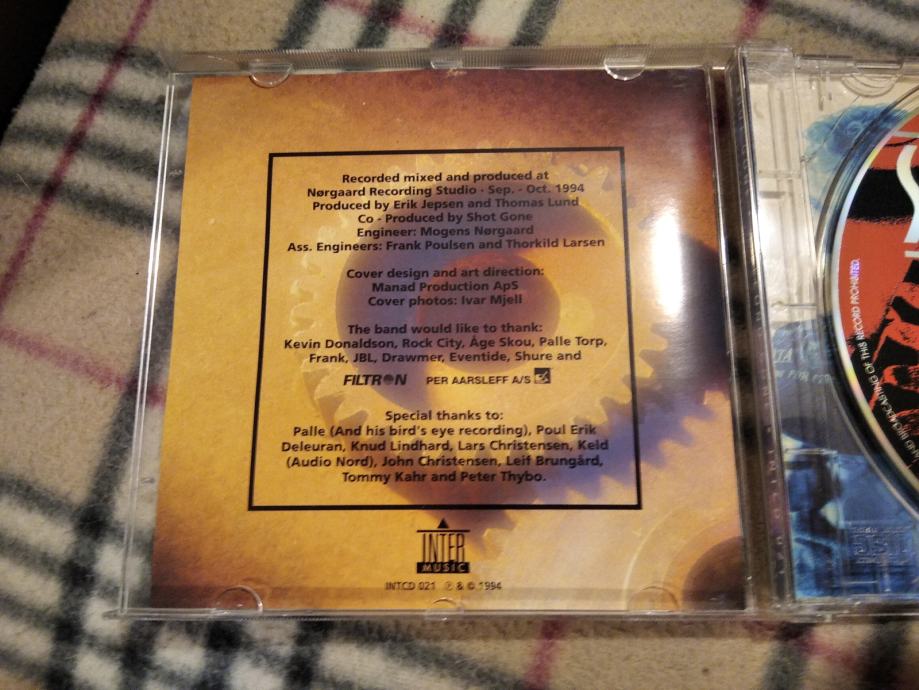 Recorded mixed and produced at
Nørgaard Recording Studio · Sep. - Oct. 1994
Produced by Erik Jepsen and Thomas Lund
Co - Produced by Shot Gone
Engineer: Mogens Nørgaard
Ass. Engineers: Frank Poulsen and Thorkild Larsen
Cover design and art direction:
Manad Production ApS
Cover photos: Ivar Mjell
The band would like to thank:
Kevin Donaldson, Rock City, Åge Skou, Palle Torp,
Frank, JBL, Drawmer, Eventide, Shure and
FILTRON PER AARSLEFF A/S
Special thanks to:
Palle (And his bird's eye recording), Poul Erik
Deleuran, Knud Lindhard, Lars Christensen, Keld
(Audio Nord), John Christensen, Leif Brungård,
Tommy Kahr and Peter Thybo.
INTER
MUSIC
INTCD 021 ℗ & © 1994
BROADCASTING OF THIS RECORD PROHIBITED.